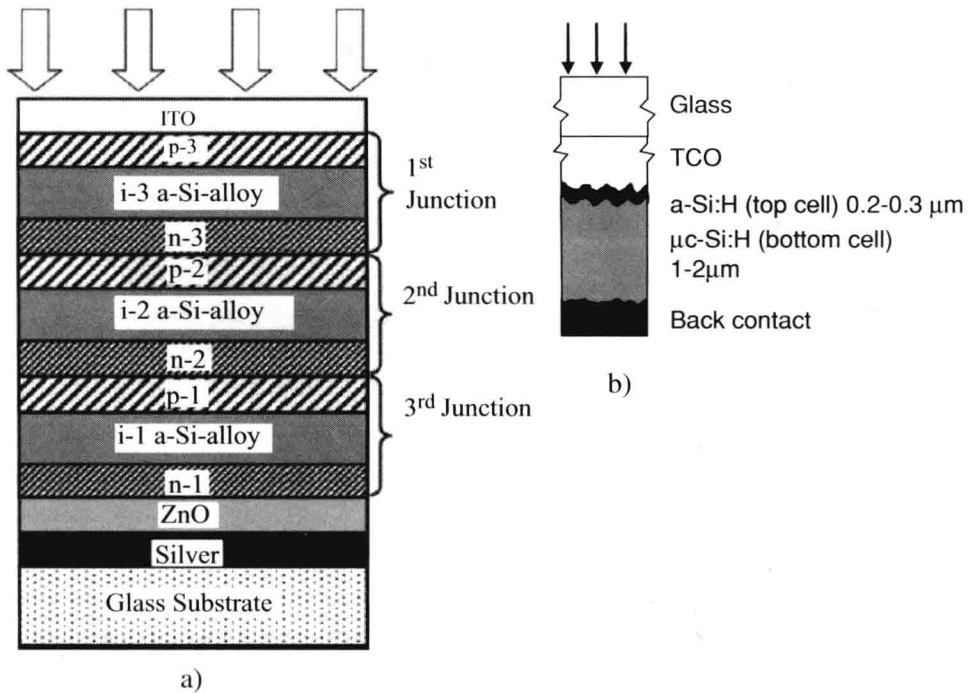 ITO
p-3
i-3 a-Si-alloy
n-3
1st
Junction
p-2
i-2 a-Si-alloy
n-2
2nd Junction
p-1
i-1 a-Si-alloy
n-1
3rd Junction
ZnO
Silver
Glass Substrate
a)
Glass
TCO
a-Si:H (top cell) 0.2-0.3 μm
μc-Si:H (bottom cell)
1-2μm
Back contact
b)